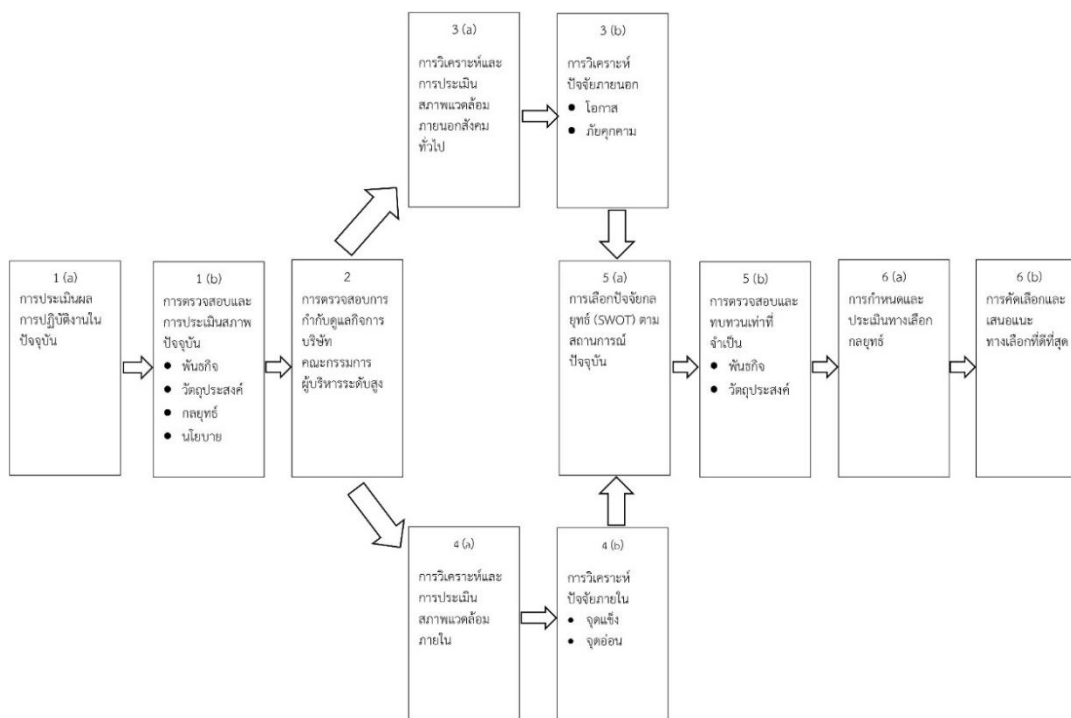 3 (a)
การวิเคราะห์และ
การประเมิน
สภาพแวดล้อม
ภายนอกสังคม
ทั่วไป
3 (b)
การวิเคราะห์
ปัจจัยภายนอก
● โอกาส
● ภัยคุกคาม
1 (a)
การประเมินผล
การปฏิบัติงานใน
ปัจจุบัน
1 (b)
การตรวจสอบและ
การประเมินสภาพ
ปัจจุบัน
● พันธกิจ
● วัตถุประสงค์
● กลยุทธ์
● นโยบาย
2
การตรวจสอบการ
กำกับดูแลกิจการ
บริษัท
คณะกรรมการ
ผู้บริหารระดับสูง
5 (a)
การเลือกปัจจัยกล
ยุทธ์ (SWOT) ตาม
สถานการณ์
ปัจจุบัน
5 (b)
การตรวจสอบและ
ทบทวนเท่าที่
จำเป็น
● พันธกิจ
● วัตถุประสงค์
6 (a)
การกำหนดและ
ประเมินทางเลือก
กลยุทธ์
6 (b)
การคัดเลือกและ
เสนอแนะ
ทางเลือกที่ดีที่สุด
4 (a)
การวิเคราะห์และ
การประเมิน
สภาพแวดล้อม
ภายใน
4 (b)
การวิเคราะห์
ปัจจัยภายใน
● จุดแข็ง
● จุดอ่อน